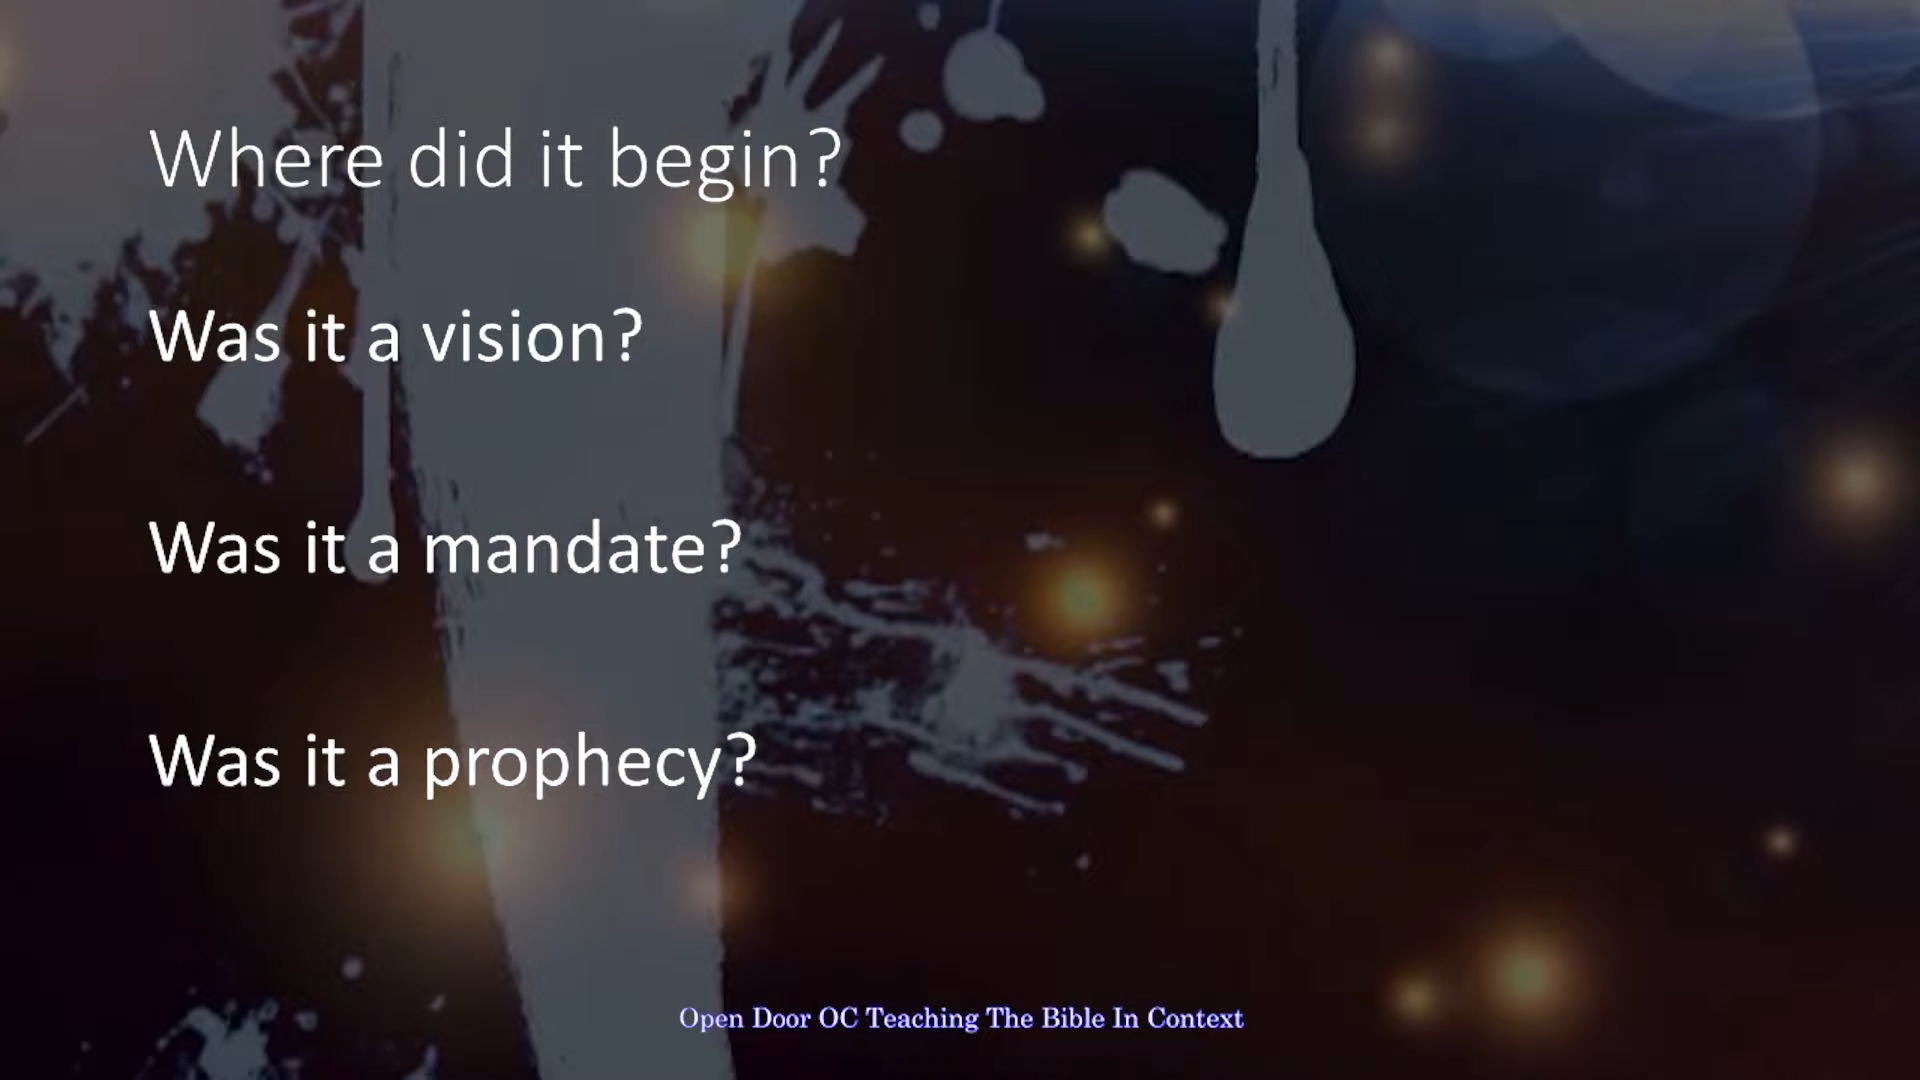 Where did it begin?
Was it a vision?
Was it a mandate?
Was it a prophecy?
Open Door OC Teaching The Bible In Context